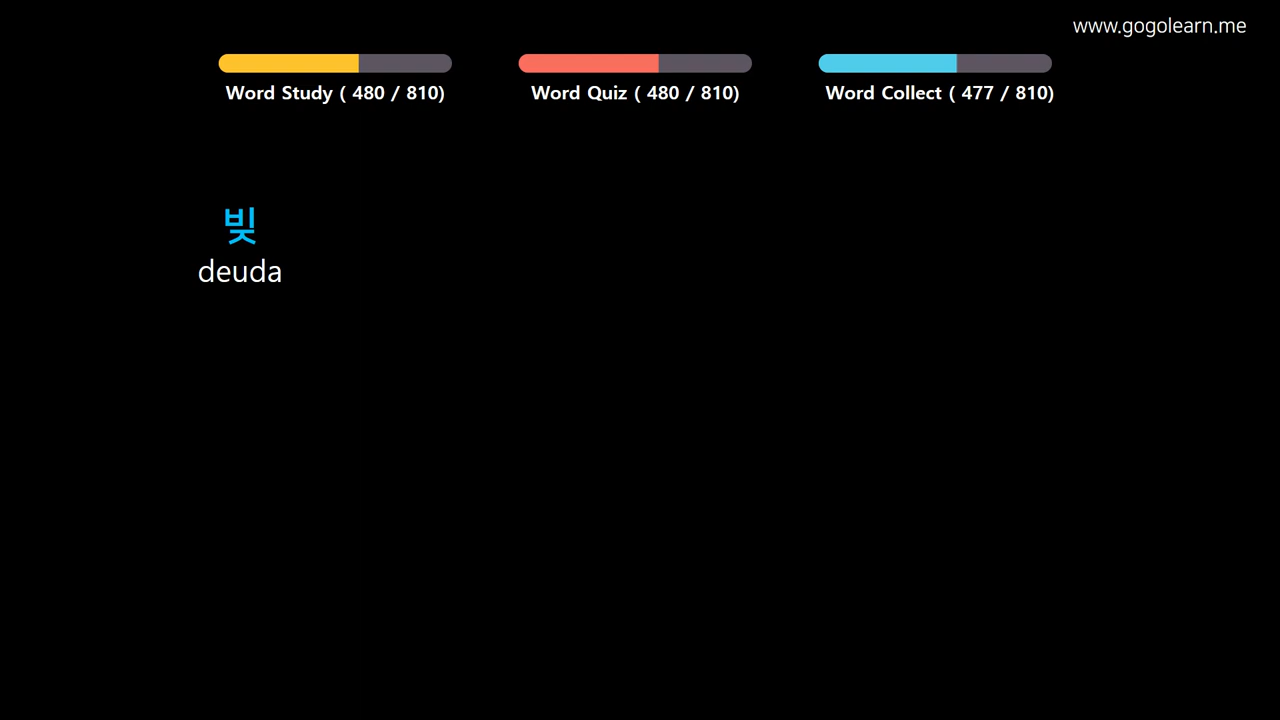 www.gogolearn.me
Word Study ( 480 / 810)
Word Quiz ( 480 / 810)
Word Collect ( 477 / 810)
빚
deuda